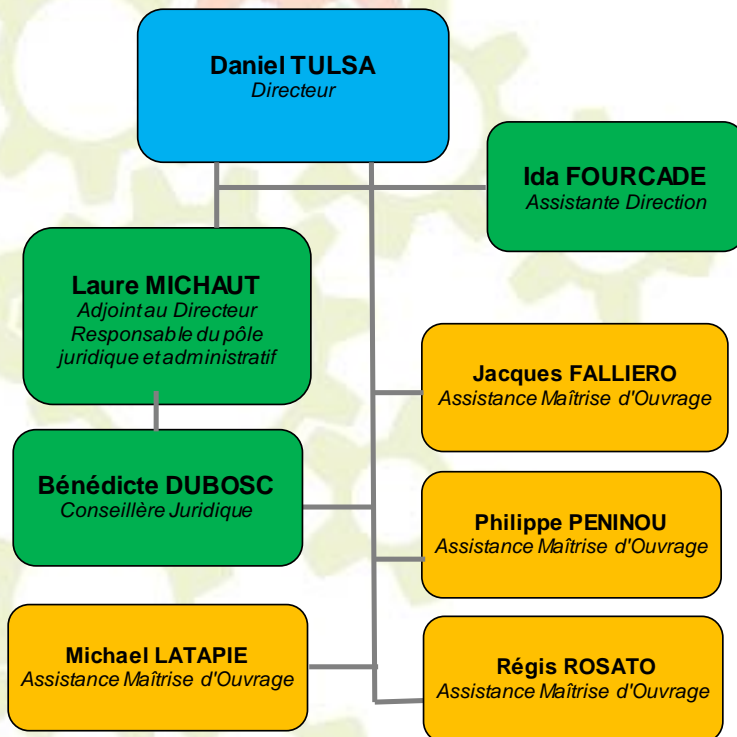 Daniel TULSA
Directeur
Ida FOURCADE
Assistante Direction
Laure MICHAUT
Adjoint au Directeur
Responsable du pôle
juridique et administratif
Jacques FALLIERO
Assistance Maîtrise d'Ouvrage
Bénédicte DUBOSC
Conseillère Juridique
Philippe PENINOU
Assistance Maîtrise d'Ouvrage
Michael LATAPIE
Assistance Maîtrise d'Ouvrage
Régis ROSATO
Assistance Maîtrise d'Ouvrage